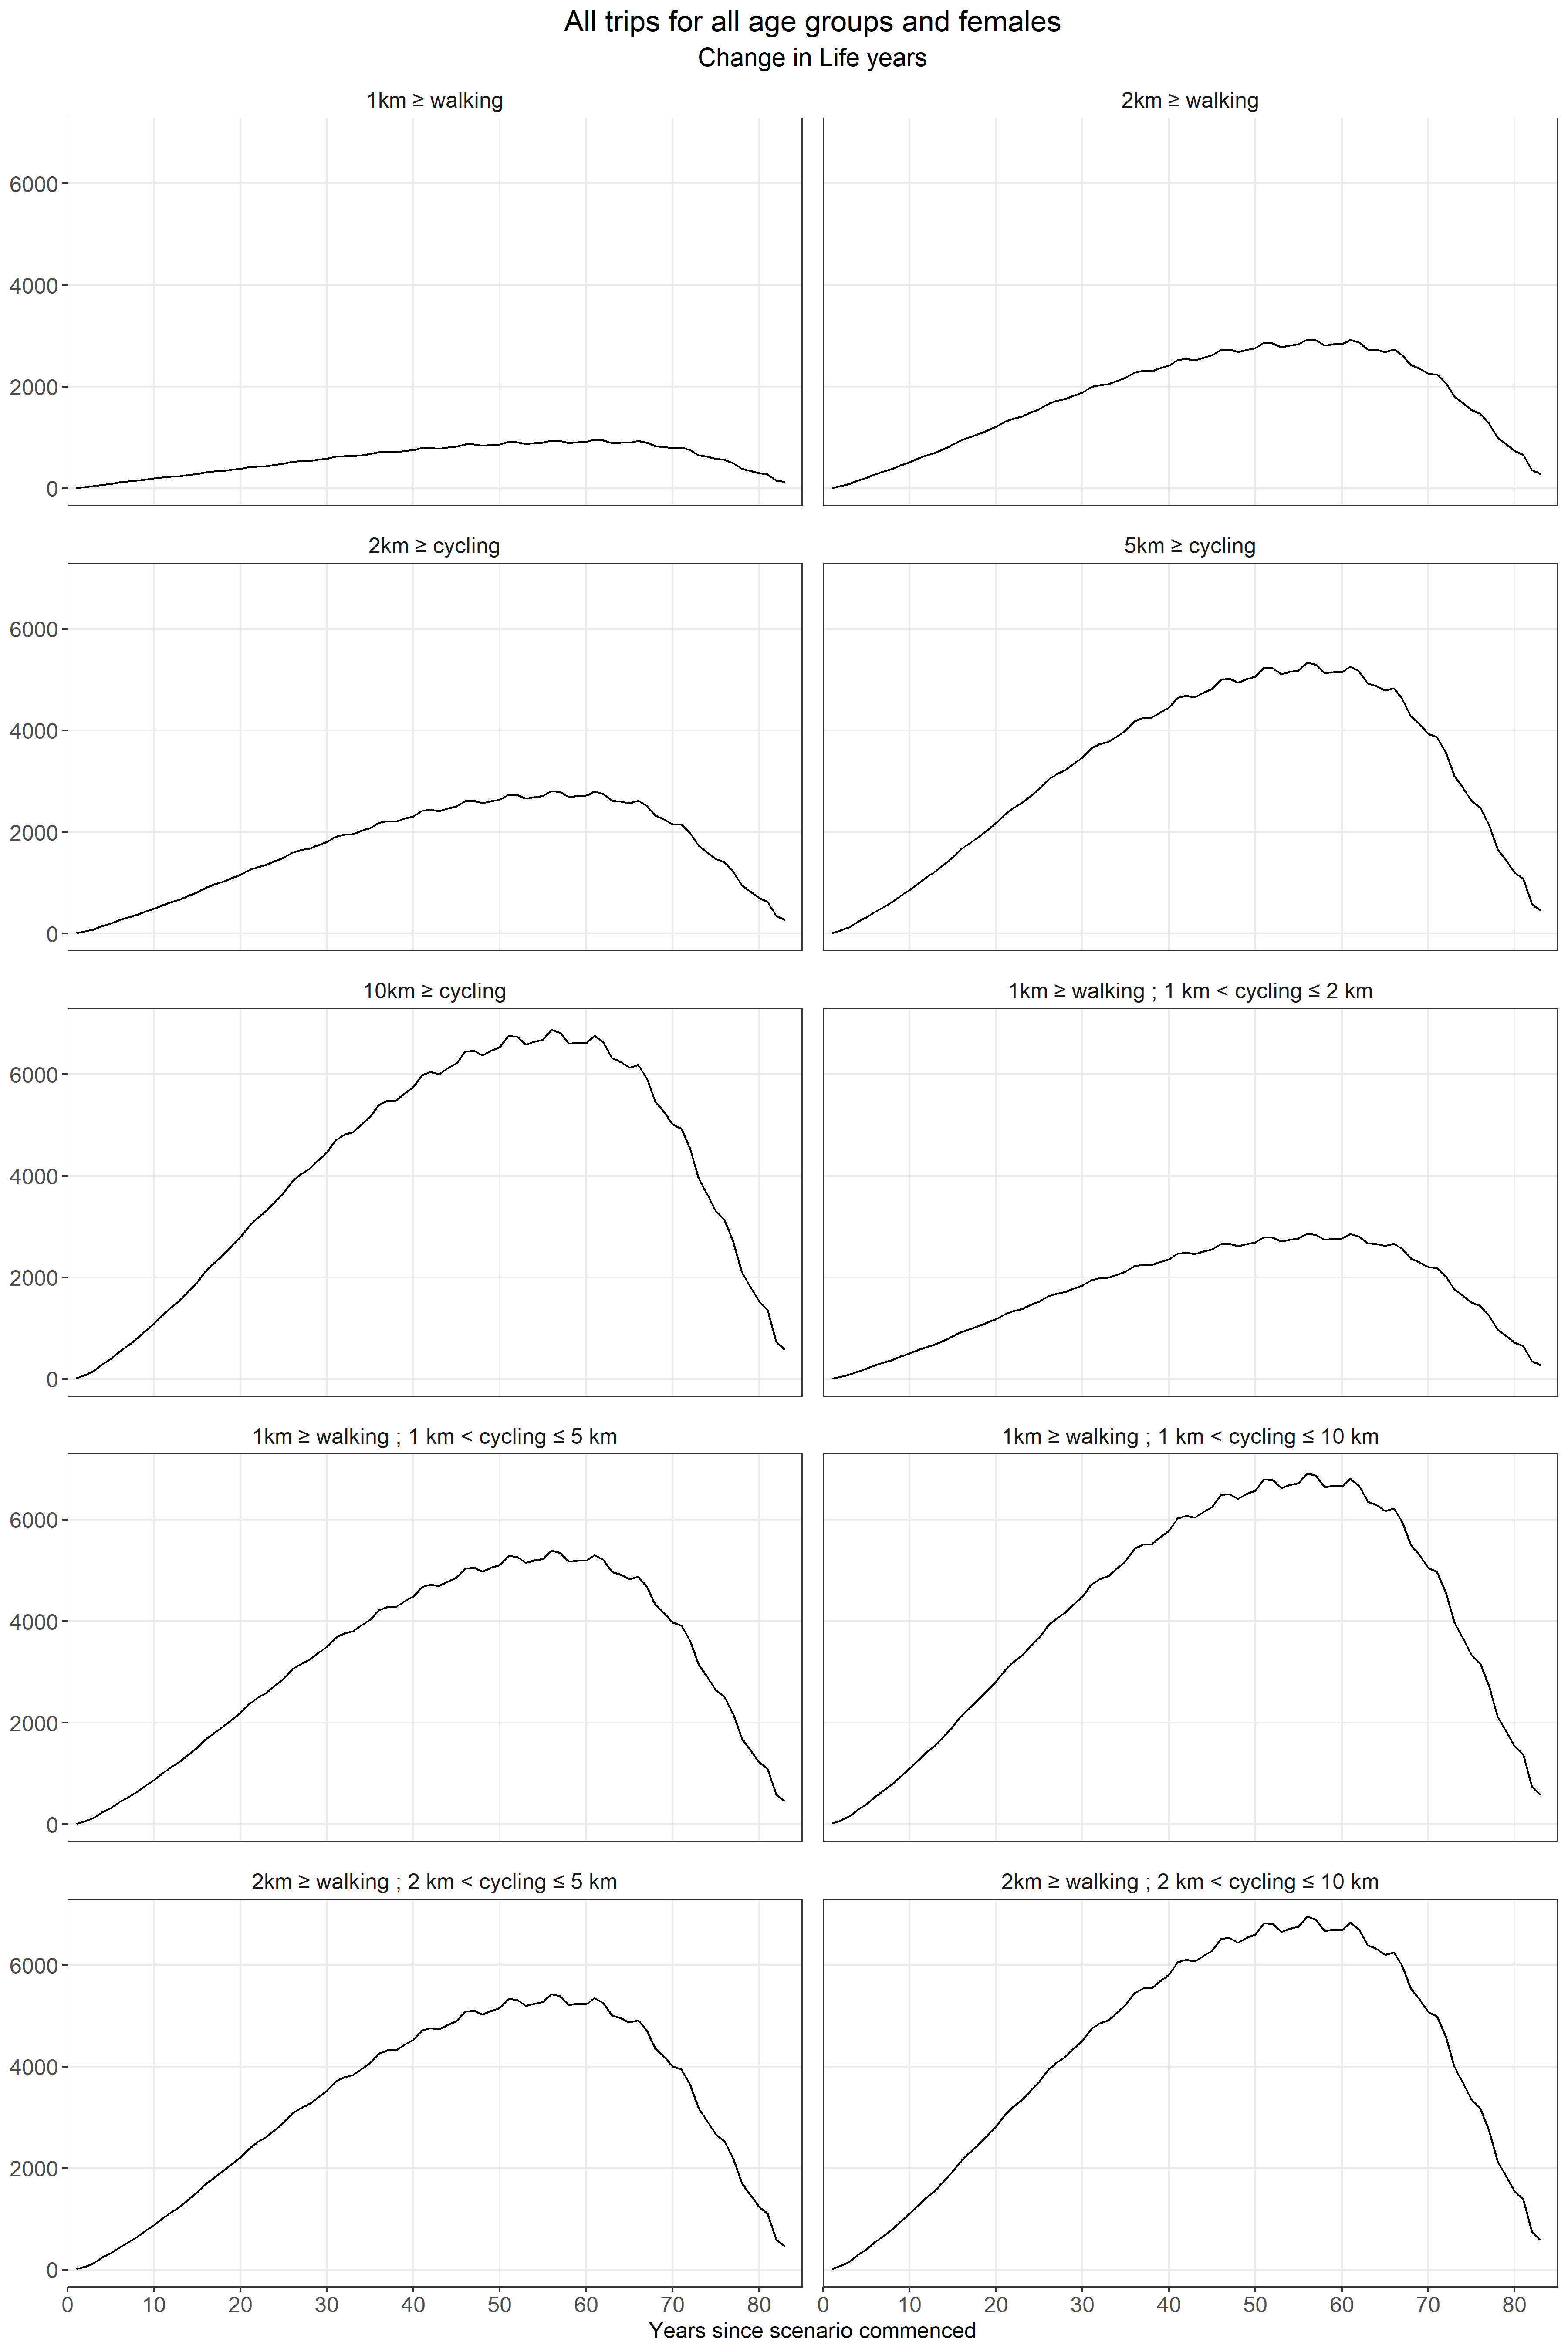 All trips for all age groups and females
Change in Life years
1km ≥ walking
2km ≥ walking
6000
4000
2000
0
2km ≥ cycling
5km ≥ cycling
6000
4000
2000
0
10km ≥ cycling
1km ≥ walking ; 1 km < cycling ≤ 2 km
6000
4000
2000
0
1km ≥ walking ; 1 km < cycling ≤ 5 km
1km ≥ walking ; 1 km < cycling ≤ 10 km
6000
4000
2000
0
2km ≥ walking ; 2 km < cycling ≤ 5 km
2km ≥ walking ; 2 km < cycling ≤ 10 km
6000
4000
2000
0
0 10 20 30 40 50 60 70 80
0 10 20 30 40 50 60 70 80
Years since scenario commenced